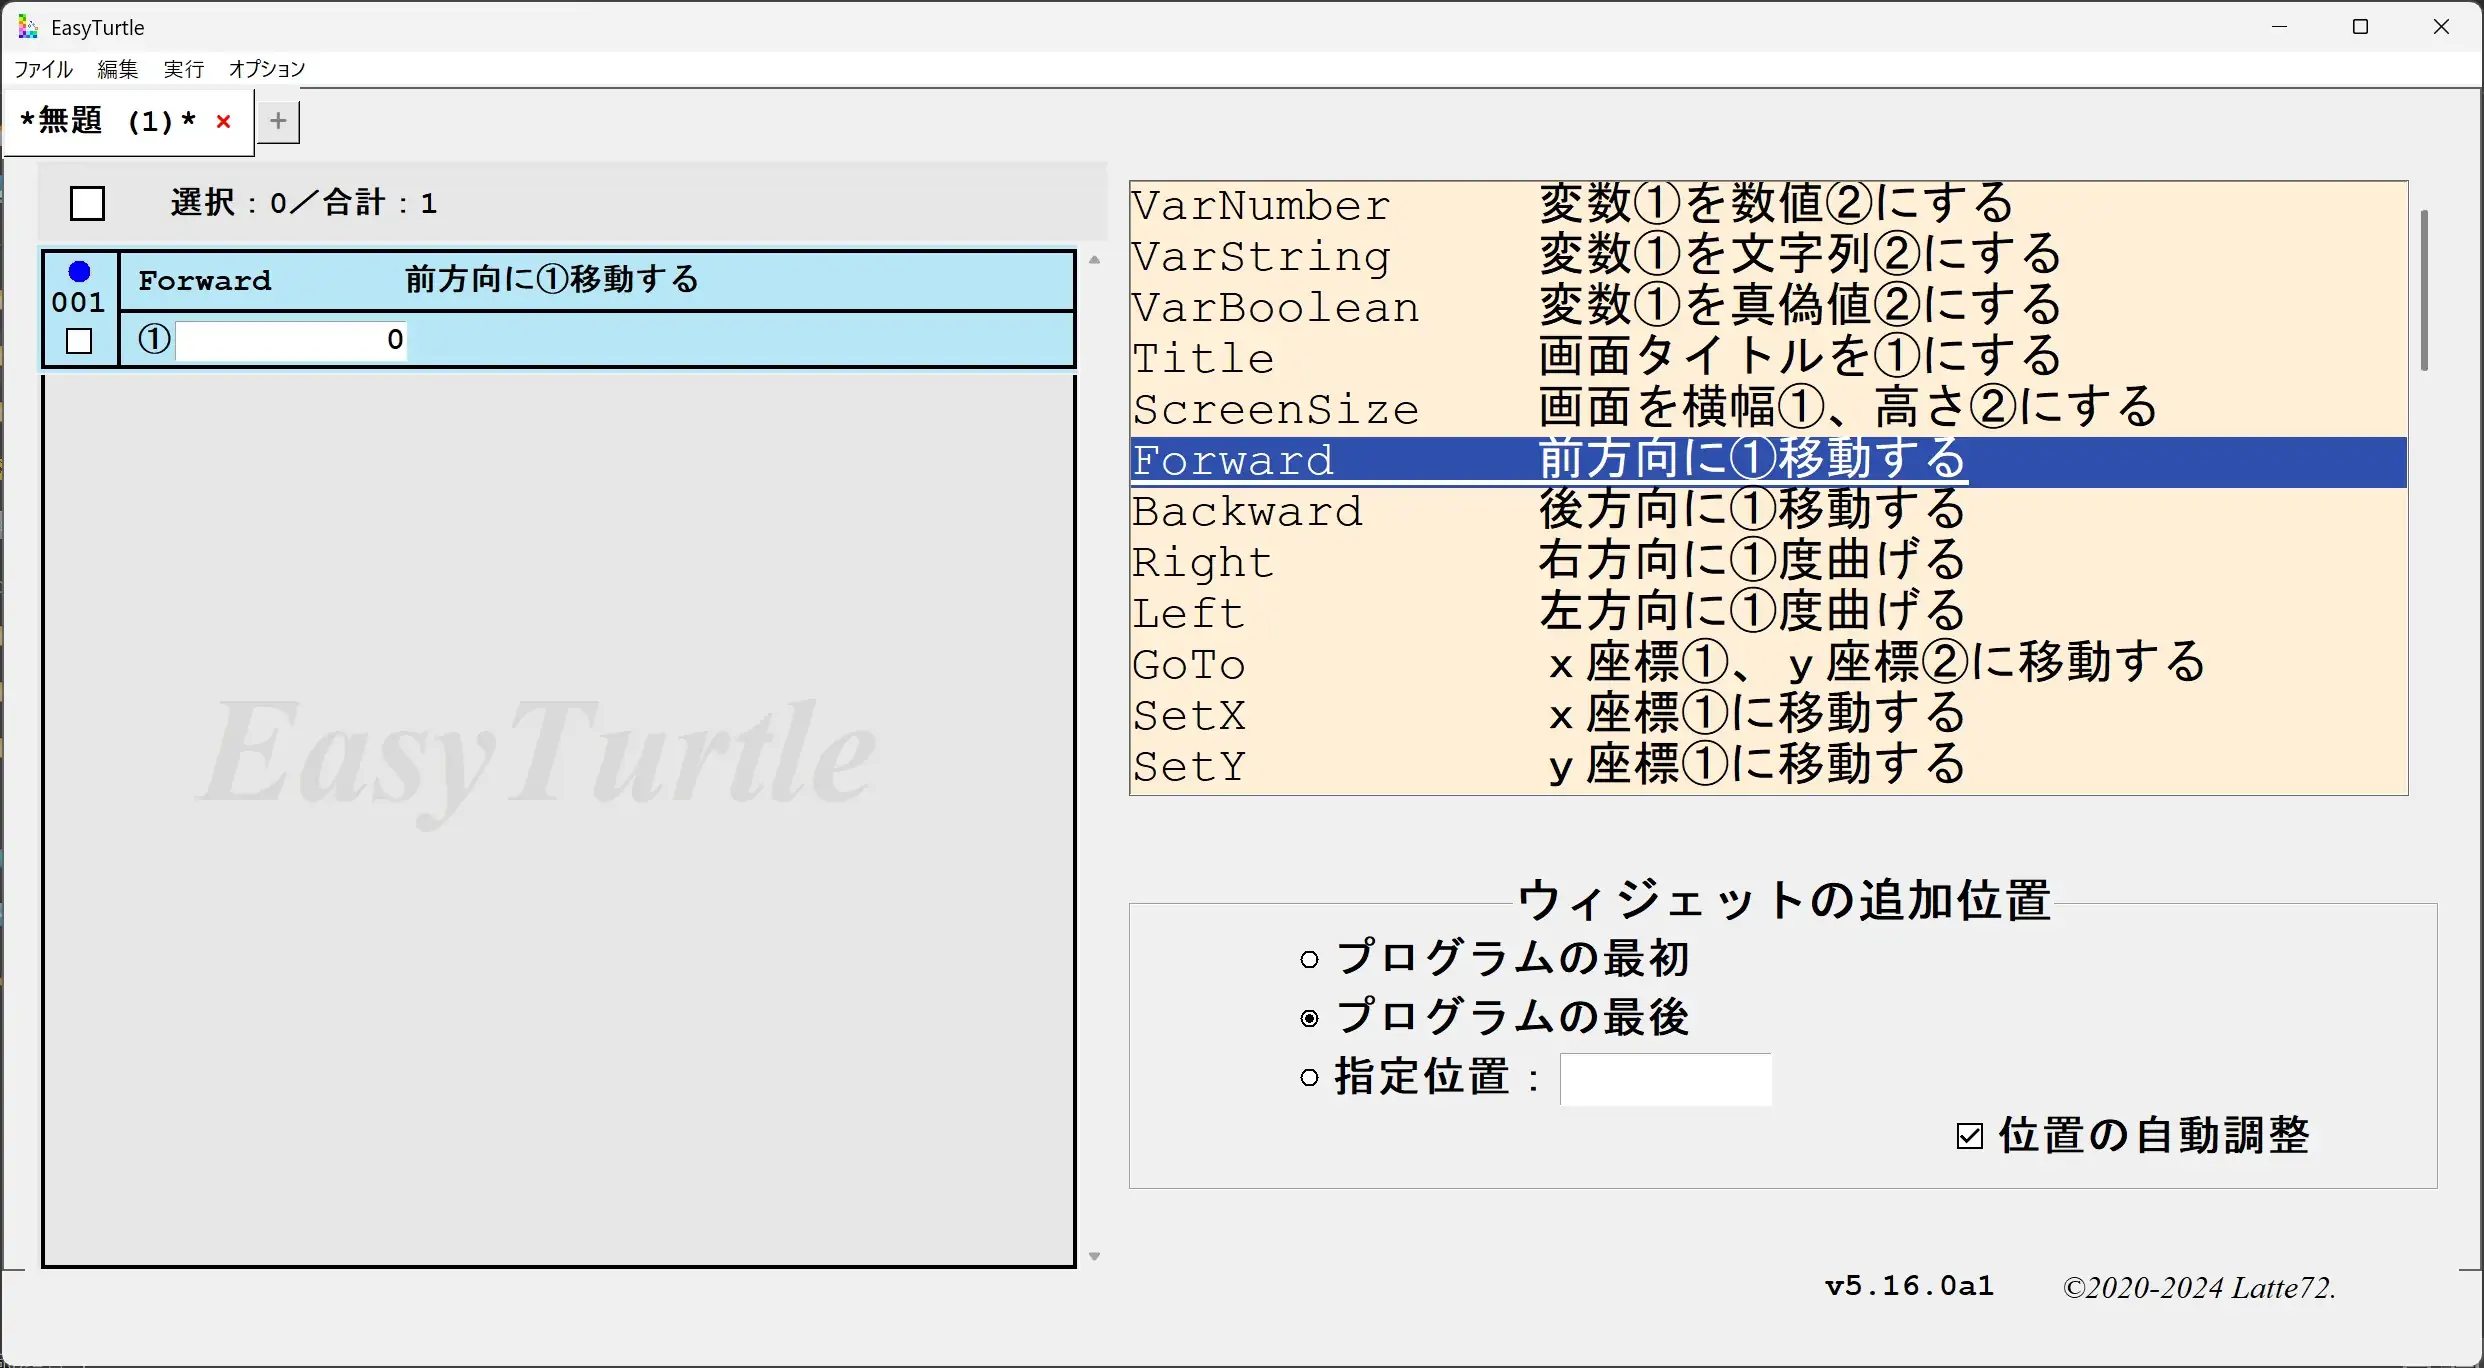 EasyTurtle
ファイル 編集 実行 オプション
*無題 (1)* × +
選択：0／合計：1
001 Forward 前方向に①移動する
① 0
EasyTurtle
VarNumber 変数①を数値②にする
VarString 変数①を文字列②にする
VarBoolean 変数①を真偽値②にする
Title 画面タイトルを①にする
ScreenSize 画面を横幅①、高さ②にする
Forward 前方向に①移動する
Backward 後方向に①移動する
Right 右方向に①度曲げる
Left 左方向に①度曲げる
GoTo ｘ座標①、ｙ座標②に移動する
SetX ｘ座標①に移動する
SetY ｙ座標①に移動する
ウィジェットの追加位置
プログラムの最初
プログラムの最後
指定位置：
位置の自動調整
v5.16.0a1 ©2020-2024 Latte72.